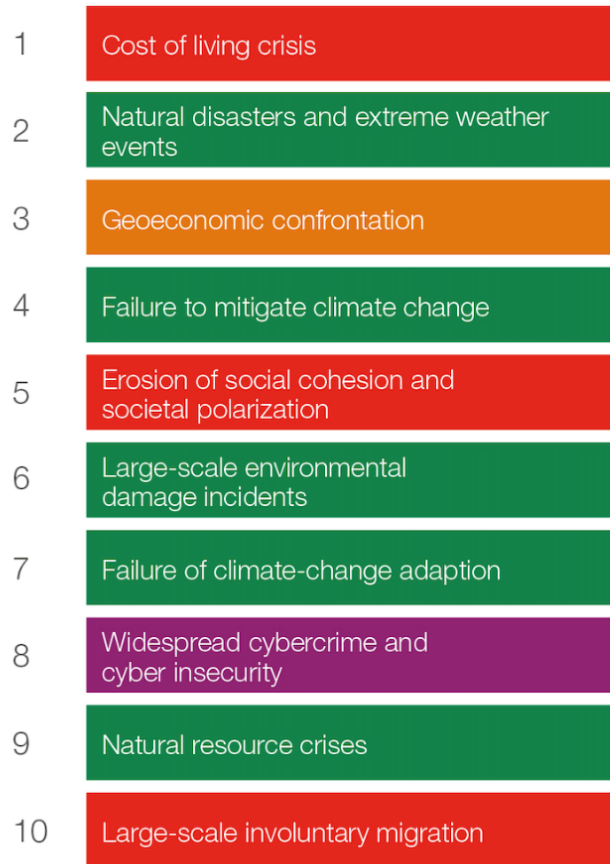 1 Cost of living crisis
2 Natural disasters and extreme weather
events
3 Geoeconomic confrontation
4 Failure to mitigate climate change
5 Erosion of social cohesion and
societal polarization
6 Large-scale environmental
damage incidents
7 Failure of climate-change adaption
8 Widespread cybercrime and
cyber insecurity
9 Natural resource crises
10 Large-scale involuntary migration